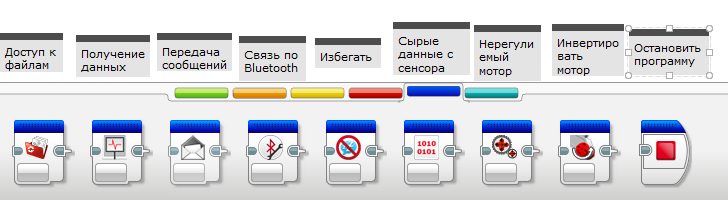 Доступ к
файлам
Получение
данных
Передача
сообщений
Связь по
Bluetooth
Избегать
Сырые
данные с
сенсора
Нерегули
емый
мотор
Инвертиро
вать
мотор
Остановить
программу
1010
0101